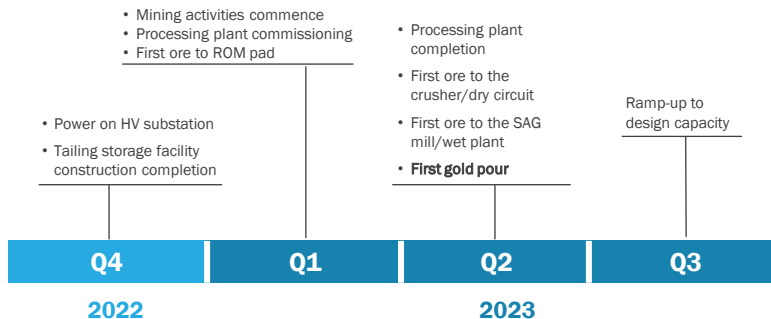 • Mining activities commence
• Processing plant commissioning
• First ore to ROM pad
• Power on HV substation
• Tailing storage facility
construction completion
• Processing plant
completion
• First ore to the
crusher/dry circuit
• First ore to the SAG
mill/wet plant
• First gold pour
Ramp-up to
design capacity
Q4
Q1
Q2
Q3
2022
2023